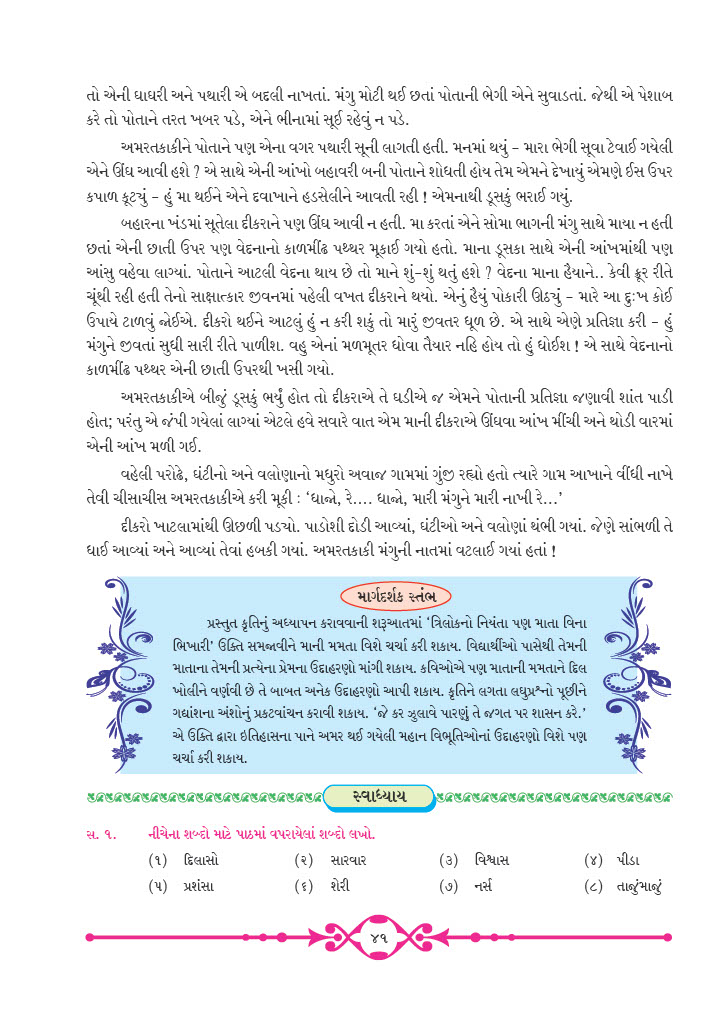 તો એની ઘાઘરી અને પથારી એ બદલી નાખતાં. મંગુ મોટી થઈ છતાં પોતાની ભેગી એને સુવાડતાં. જેથી એ પેશાબ
કરે તો પોતાને તરત ખબર પડે, એને ભીનામાં સૂઈ રહેવું ન પડે.
અમરતકાકીને પોતાને પણ એના વગર પથારી સૂની લાગતી હતી. મનમાં થયું – મારા ભેગી સૂવા ટેવાઈ ગયેલી
એને ઊંઘ આવી હશે ? એ સાથે એની આંખો બહાવરી બની પોતાને શોધતી હોય તેમ એમને દેખાયું એમણે ઈસ ઉપર
કપાળ કૂટ્યું – હું મા થઈને એને દવાખાને હડસેલીને આવતી રહી ! એમનાથી ડૂસકું ભરાઈ ગયું.
બહારના ખંડમાં સૂતેલા દીકરાને પણ ઊંઘ આવી ન હતી. મા કરતાં એને સોમા ભાગની મંગુ સાથે માયા ન હતી
છતાં એની છાતી ઉપર પણ વેદનાનો કાળમીંઢ પથ્થર મૂકાઈ ગયો હતો. માના ડૂસકા સાથે એની આંખમાંથી પણ
આંસુ વહેવા લાગ્યાં. પોતાને આટલી વેદના થાય છે તો માને શું-શું થતું હશે ? વેદના માના હૈયાને.. કેવી ક્રૂર રીતે
ચૂંથી રહી હતી તેનો સાક્ષાત્કાર જીવનમાં પહેલી વખત દીકરાને થયો. એનું હૈયું પોકારી ઊઠયું – મારે આ દુઃખ કોઈ
ઉપાયે ટાળવું જોઈએ. દીકરો થઈને આટલું હું ન કરી શકું તો મારું જીવતર ધૂળ છે. એ સાથે એણે પ્રતિજ્ઞા કરી – હું
મંગુને જીવતાં સુધી સારી રીતે પાળીશ. વહુ એનાં મળમૂતર ધોવા તૈયાર નહિ હોય તો હું ધોઈશ ! એ સાથે વેદનાનો
કાળમીંઢ પથ્થર એની છાતી ઉપરથી ખસી ગયો.
અમરતકાકીએ બીજું ડૂસકું ભર્યું હોત તો દીકરાએ તે ઘડીએ જ એમને પોતાની પ્રતિજ્ઞા જણાવી શાંત પાડી
હોત; પરંતુ એ જંપી ગયેલાં લાગ્યાં એટલે હવે સવારે વાત એમ માની દીકરાએ ઊંઘવા આંખ મીંચી અને થોડી વારમાં
એની આંખ મળી ગઈ.
વહેલી પરોઢે, ઘંટીનો અને વલોણાનો મધુરો અવાજ ગામમાં ગુંજી રહ્યો હતો ત્યારે ગામ આખાને વીંધી નાખે
તેવી ચીસાચીસ અમરતકાકીએ કરી મૂકી : ‘ધાજો, રે.... ધાજો, મારી મંગુને મારી નાખી રે...’
દીકરો ખાટલામાંથી ઊછળી પડયો. પાડોશી દોડી આવ્યાં, ઘંટીઓ અને વલોણાં થંભી ગયાં. જેણે સાંભળી તે
ધાઈ આવ્યાં અને આવ્યાં તેવાં હબકી ગયાં. અમરતકાકી મંગુની નાતમાં વટલાઈ ગયાં હતાં !
માર્ગદર્શક સ્તંભ
પ્રસ્તુત કૃતિનું અધ્યાપન કરાવવાની શરૂઆતમાં ‘ત્રિલોકનો નિયંતા પણ માતા વિના
ભિખારી’ ઉક્તિ સમજાવીને માની મમતા વિશે ચર્ચા કરી શકાય. વિદ્યાર્થીઓ પાસેથી તેમની
માતાના તેમની પ્રત્યેના પ્રેમના ઉદાહરણો માંગી શકાય. કવિઓએ પણ માતાની મમતાને દિલ
ખોલીને વર્ણવી છે તે બાબત અનેક ઉદાહરણો આપી શકાય. કૃતિને લગતા લઘુપ્રશ્નો પૂછીને
ગદ્યાંશના અંશોનું પ્રકટવાંચન કરાવી શકાય. ‘જે કર ઝુલાવે પારણું તે જગત પર શાસન કરે.’
એ ઉક્તિ દ્વારા ઇતિહાસના પાને અમર થઈ ગયેલી મહાન વિભૂતિઓનાં ઉદાહરણો વિશે પણ
ચર્ચા કરી શકાય.
સ્વાધ્યાય
સ. ૧. નીચેના શબ્દો માટે પાઠમાં વપરાયેલાં શબ્દો લખો.
(૧) દિલાસો (૨) સારવાર (૩) વિશ્વાસ (૪) પીડા
(૫) પ્રશંસા (૬) શેરી (૭) નર્સ (૮) તાજુંમાજું
૪૧